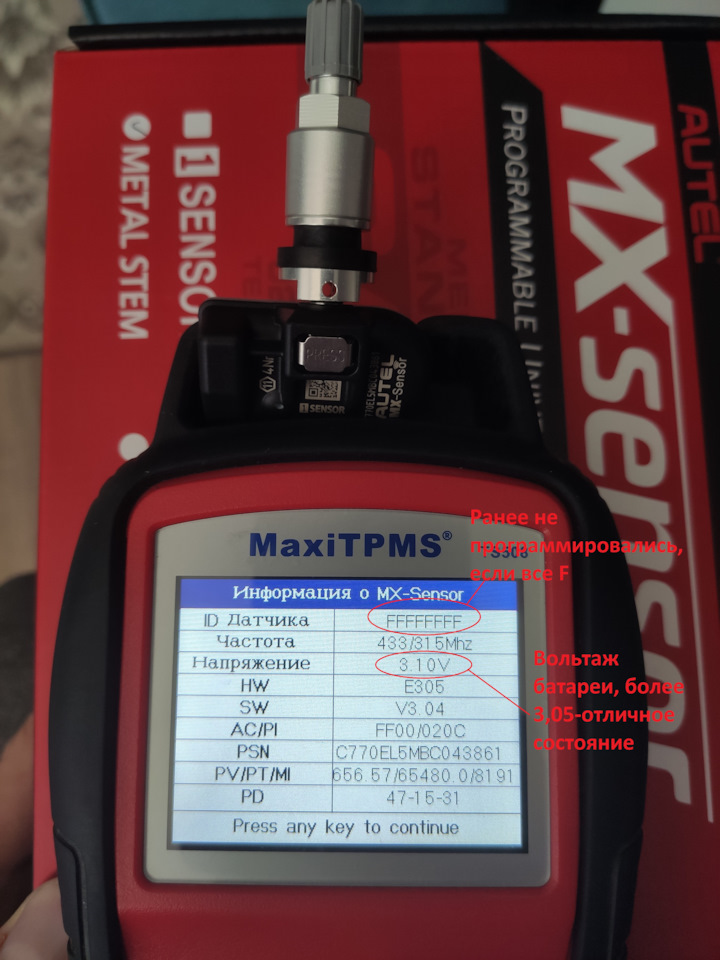 AUTEL
MX-Sensor
PROGRAMMABLE
1 SENSOR
METAL STEM
PRESS
1 SENSOR
AUTEL
MX-Sensor
MaxiTPMS®
Ранее не
программировались,
если все F
Информация о MX-Sensor
ID Датчика FFFFFFFF
Частота 433/315Mhz
Напряжение 3.10V
HW E305
SW V3.04
AC/PI FF00/020C
PSN C770EL5MBC043861
PV/PT/MI 656.57/65480.0/8191
PD 47-15-31
Press any key to continue
Вольтаж
батареи, более
3,05-отличное
состояние